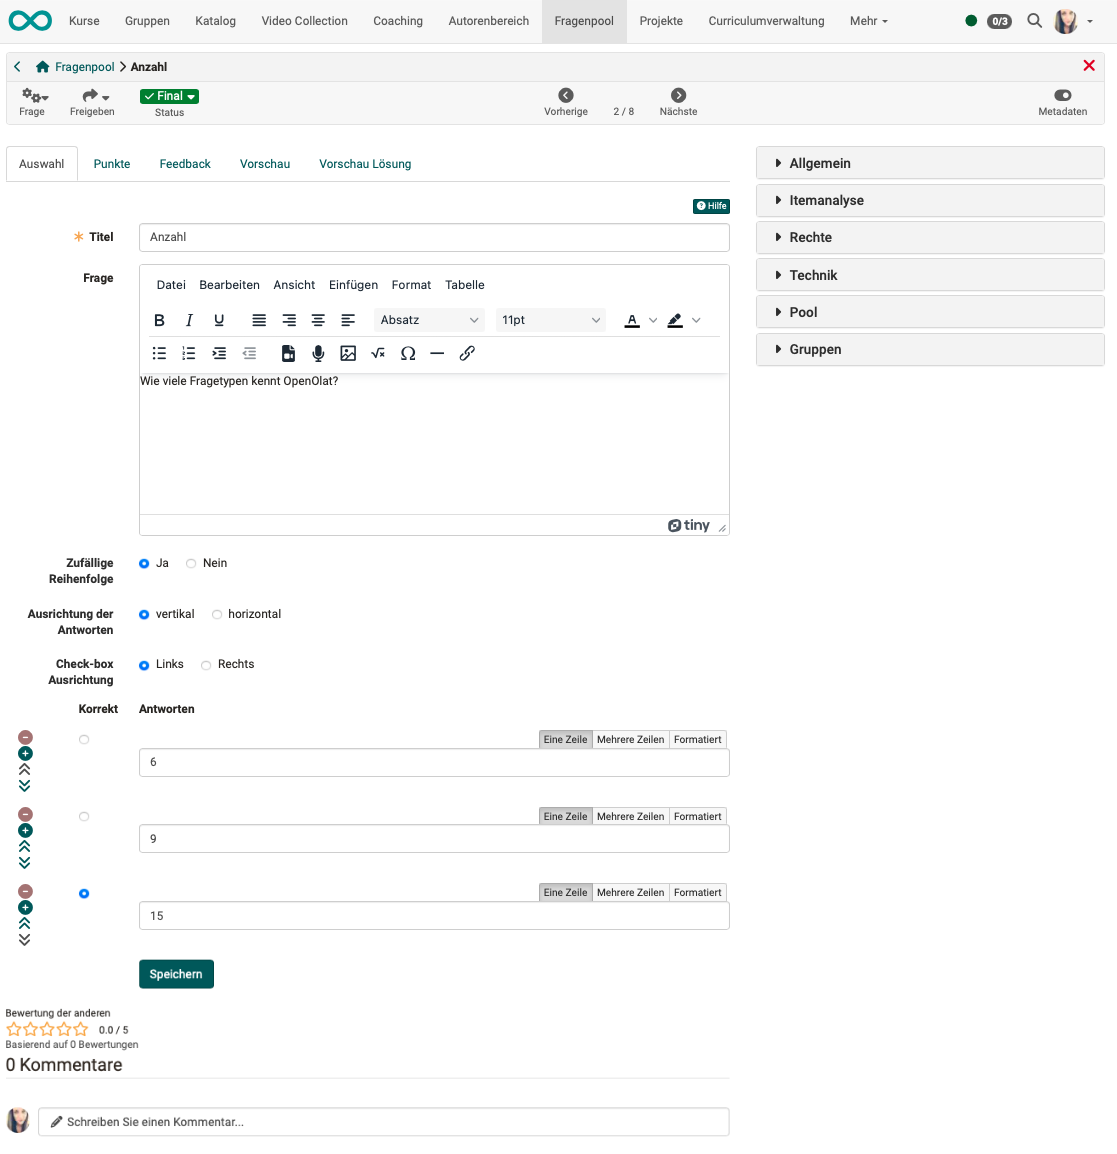 Kurse Gruppen Katalog Video Collection Coaching Autorenbereich Fragenpool Projekte Curriculumverwaltung Mehr 0/3
Fragenpool Anzahl
Frage Freigeben Final Status Vorherige 2 / 8 Nächste Metadaten
Auswahl Punkte Feedback Vorschau Vorschau Lösung
Hilfe
Titel Anzahl
Frage
Datei Bearbeiten Ansicht Einfügen Format Tabelle
B I U Absatz 11pt A
Wie viele Fragetypen kennt OpenOlat?
tiny
Zufällige Reihenfolge Ja Nein
Ausrichtung der Antworten vertikal horizontal
Check-box Ausrichtung Links Rechts
Korrekt Antworten
Eine Zeile Mehrere Zeilen Formatiert
6
Eine Zeile Mehrere Zeilen Formatiert
9
Eine Zeile Mehrere Zeilen Formatiert
15
Speichern
Bewertung der anderen
0.0 / 5
Basierend auf 0 Bewertungen
0 Kommentare
Schreiben Sie einen Kommentar...
Allgemein
Itemanalyse
Rechte
Technik
Pool
Gruppen